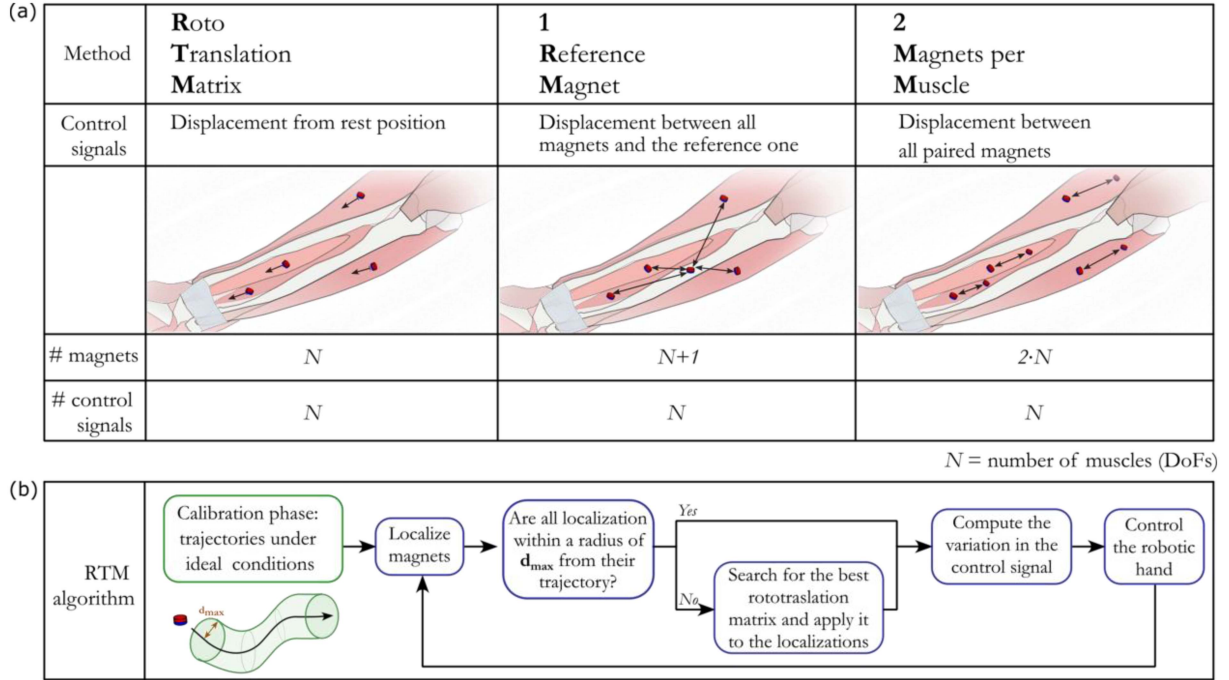 (a)
Method
Roto
Translation
Matrix
1
Reference
Magnet
2
Magnets per
Muscle
Control
signals
Displacement from rest position
Displacement between all
magnets and the reference one
Displacement between
all paired magnets
# magnets
N
N+1
2·N
# control
signals
N
N
N
N = number of muscles (DoFs)
(b)
RTM
algorithm
Calibration phase:
trajectories under
ideal conditions
dmax
Localize
magnets
Are all localization
within a radius of
dmax from their
trajectory?
Yes
No
Search for the best
rototraslation
matrix and apply it
to the localizations
Compute the
variation in the
control signal
Control
the robotic
hand